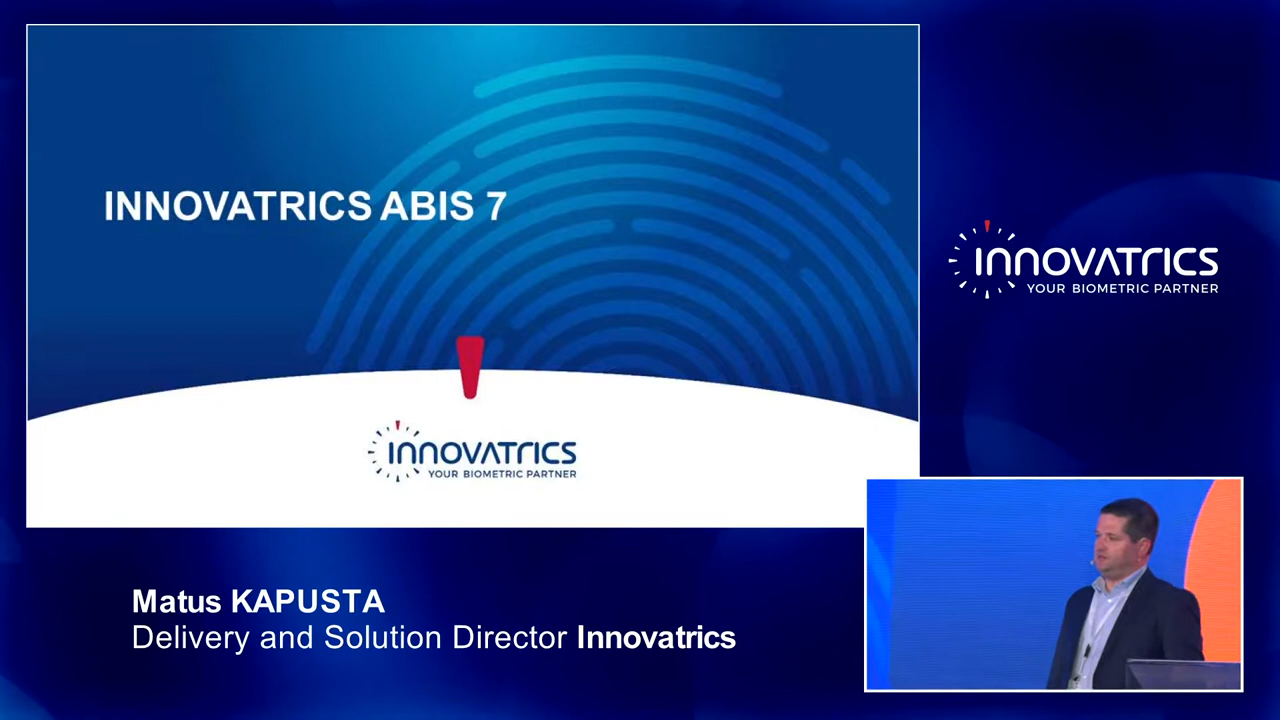 INNOVATRICS ABIS 7
INNOVATRICS
YOUR BIOMETRIC PARTNER
INNOVATRICS
YOUR BIOMETRIC PARTNER
Matus KAPUSTA
Delivery and Solution Director Innovatrics